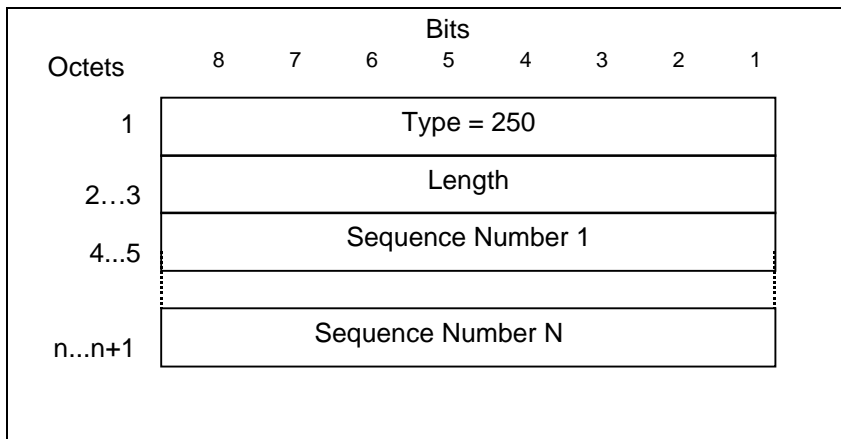 Bits
Octets 8 7 6 5 4 3 2 1
1 Type = 250
2…3 Length
4...5 Sequence Number 1
n...n+1 Sequence Number N